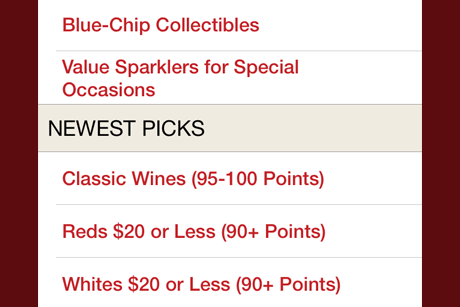 Blue-Chip Collectibles
Value Sparklers for Special
Occasions
NEWEST PICKS
Classic Wines (95-100 Points)
Reds $20 or Less (90+ Points)
Whites $20 or Less (90+ Points)